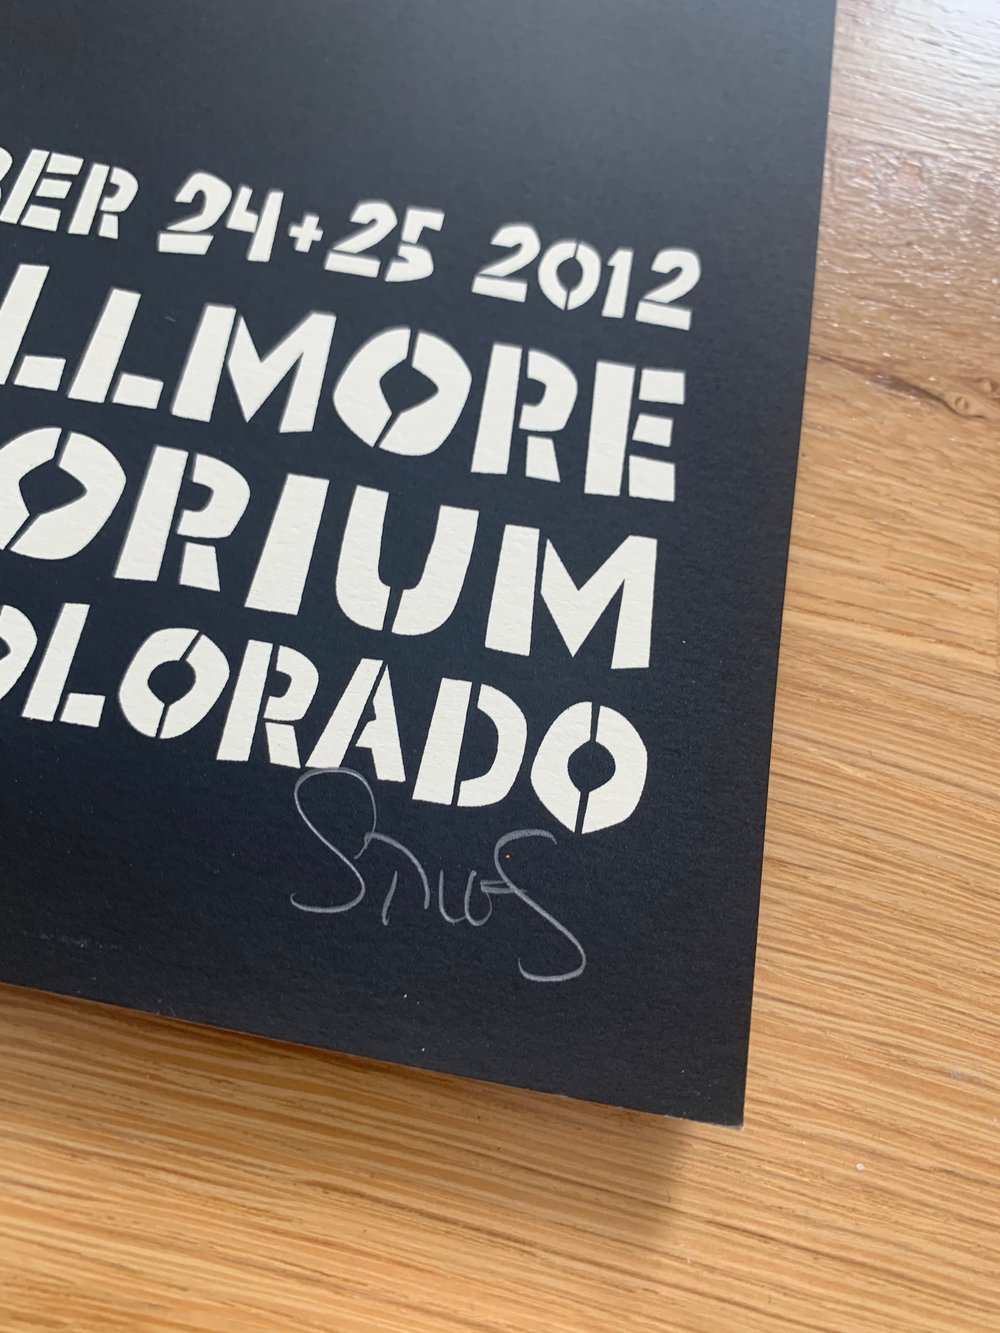 BER 24+25 2012
LLMORE
ORIUM
OLORADO